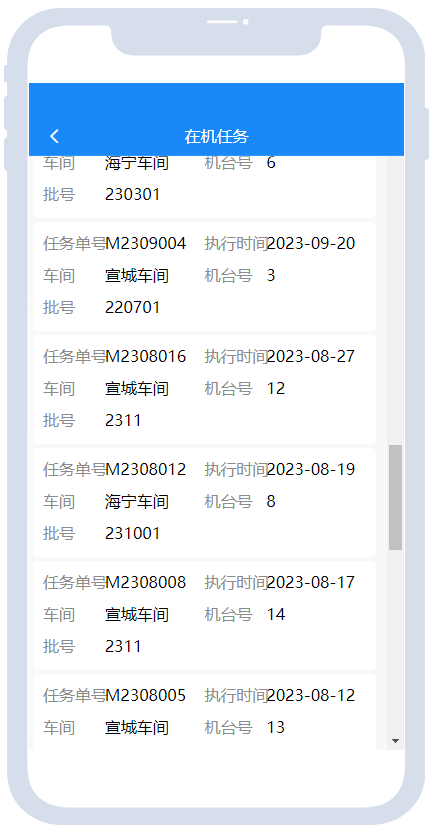 在机任务
车间 海宁车间 机台号 6
批号 230301
任务单号M2309004 执行时间2023-09-20
车间 宣城车间 机台号 3
批号 220701
任务单号M2308016 执行时间2023-08-27
车间 宣城车间 机台号 12
批号 2311
任务单号M2308012 执行时间2023-08-19
车间 海宁车间 机台号 8
批号 231001
任务单号M2308008 执行时间2023-08-17
车间 宣城车间 机台号 14
批号 2311
任务单号M2308005 执行时间2023-08-12
车间 宣城车间 机台号 13